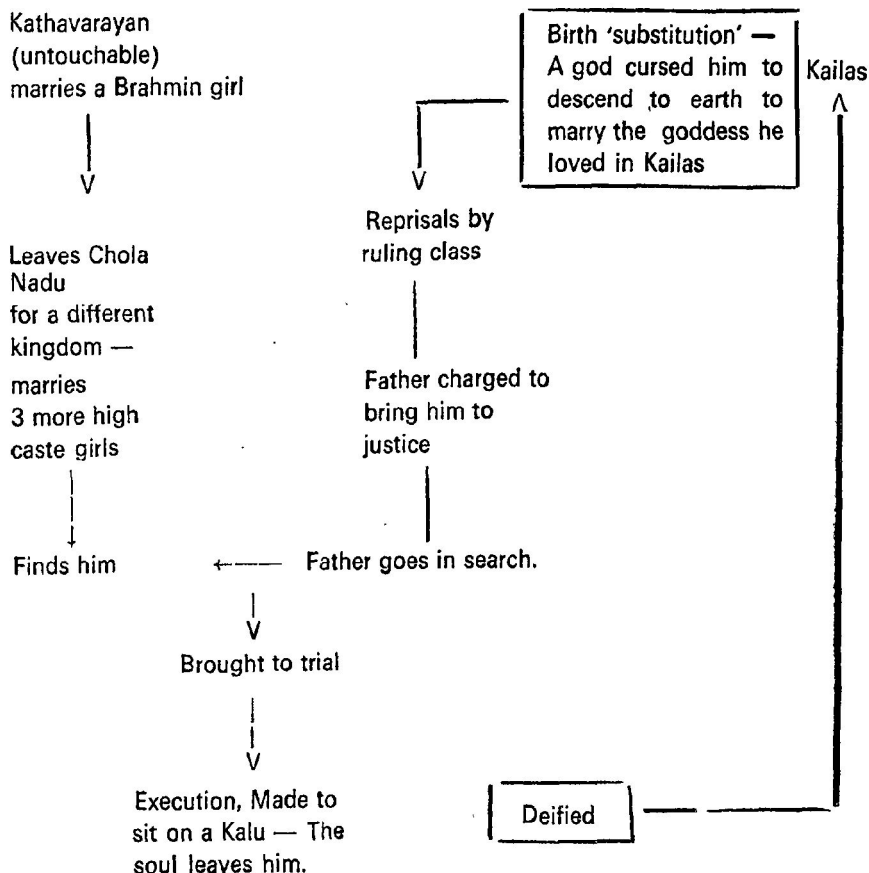 Kathavarayan
(untouchable)
marries a Brahmin girl
Birth ‘substitution’ —
A god cursed him to
descend to earth to
marry the goddess he
loved in Kailas
Kailas
Leaves Chola
Nadu
for a different
kingdom —
marries
3 more high
caste girls
Reprisals by
ruling class
Father charged to
bring him to
justice
Finds him
Father goes in search.
Brought to trial
Execution, Made to
sit on a Kalu — The
soul leaves him.
Deified